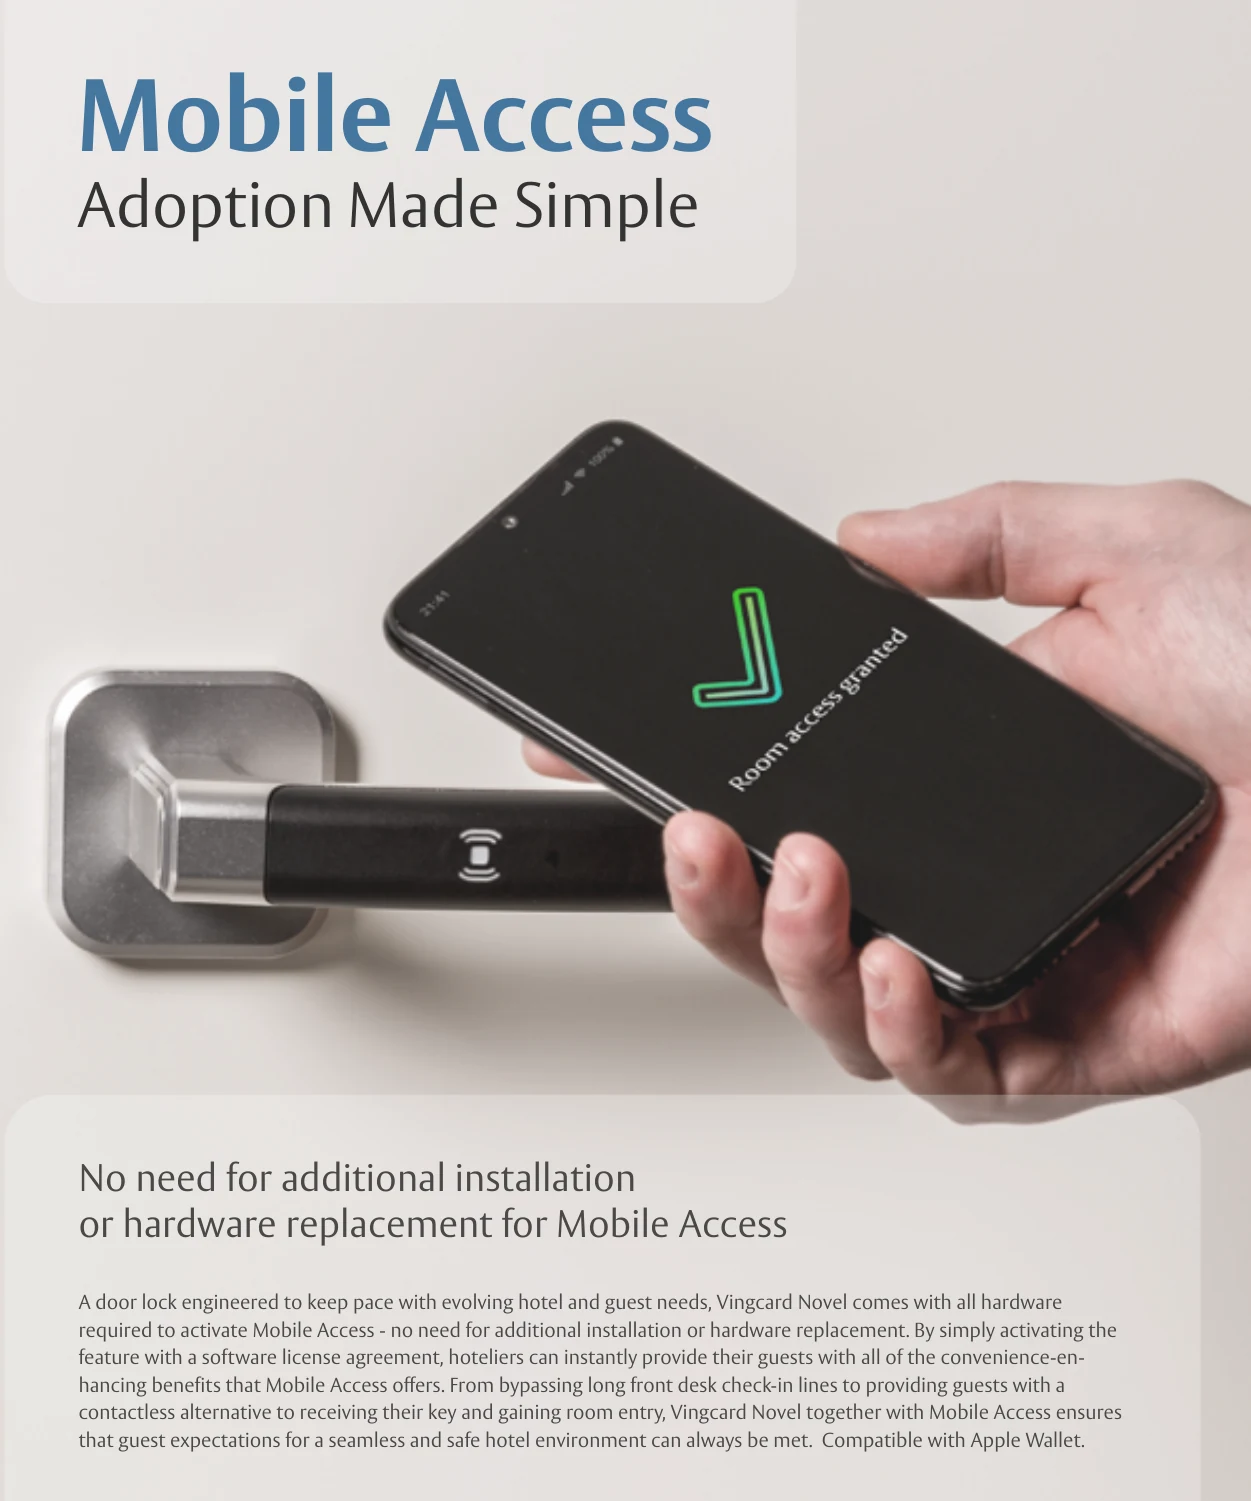 Mobile Access
Adoption Made Simple
100%
21:41
Room access granted
No need for additional installation
or hardware replacement for Mobile Access
A door lock engineered to keep pace with evolving hotel and guest needs, Vingcard Novel comes with all hardware
required to activate Mobile Access - no need for additional installation or hardware replacement. By simply activating the
feature with a software license agreement, hoteliers can instantly provide their guests with all of the convenience-en-
hancing benefits that Mobile Access offers. From bypassing long front desk check-in lines to providing guests with a
contactless alternative to receiving their key and gaining room entry, Vingcard Novel together with Mobile Access ensures
that guest expectations for a seamless and safe hotel environment can always be met.  Compatible with Apple Wallet.